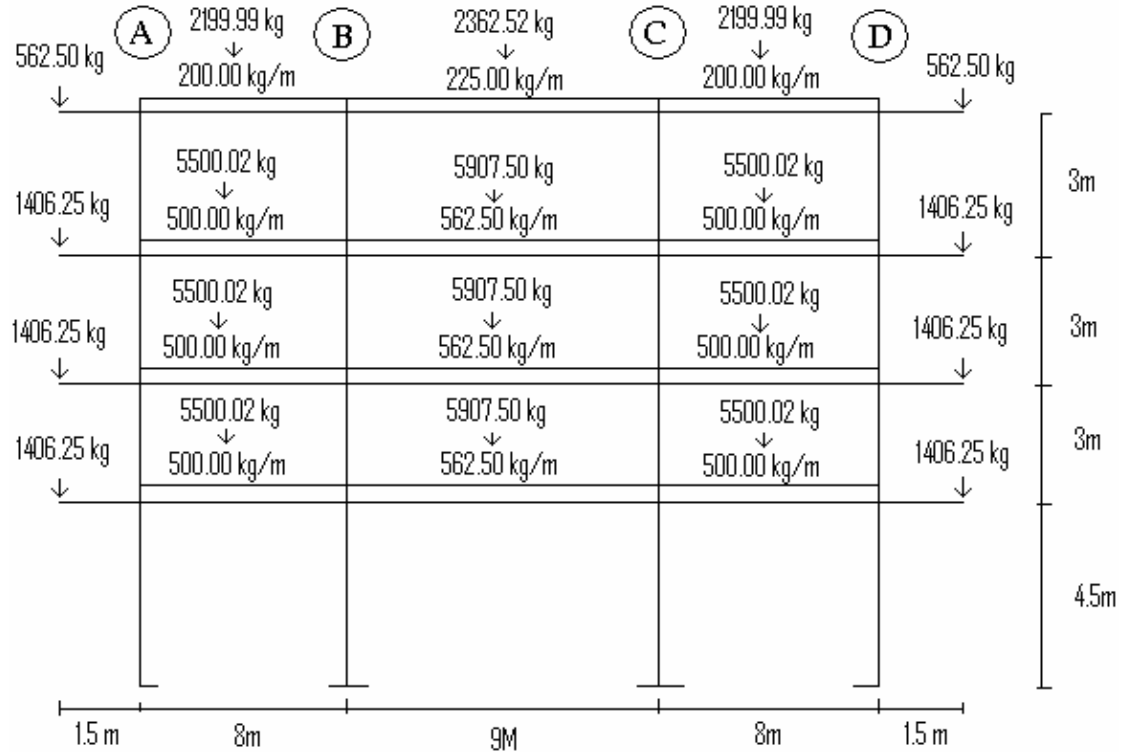 A
2199.99 kg
B
2362.52 kg
C
2199.99 kg
D
562.50 kg
200.00 kg/m
225.00 kg/m
200.00 kg/m
562.50 kg
5500.02 kg
5907.50 kg
5500.02 kg
3m
1406.25 kg
500.00 kg/m
562.50 kg/m
500.00 kg/m
1406.25 kg
5500.02 kg
5907.50 kg
5500.02 kg
1406.25 kg
500.00 kg/m
562.50 kg/m
500.00 kg/m
1406.25 kg
3m
5500.02 kg
5907.50 kg
5500.02 kg
1406.25 kg
500.00 kg/m
562.50 kg/m
500.00 kg/m
1406.25 kg
3m
4.5m
1.5 m
8m
9M
8m
1.5 m